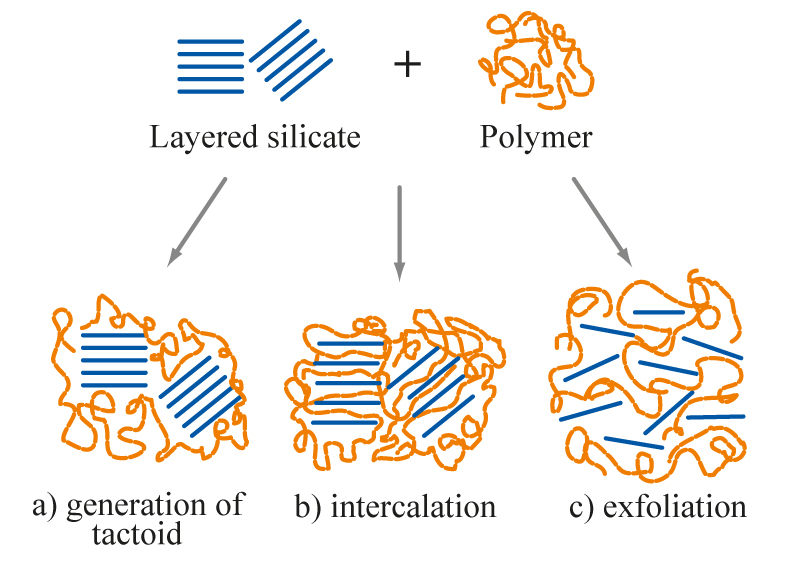 +
Layered silicate
Polymer
a) generation of
tactoid
b) intercalation
c) exfoliation